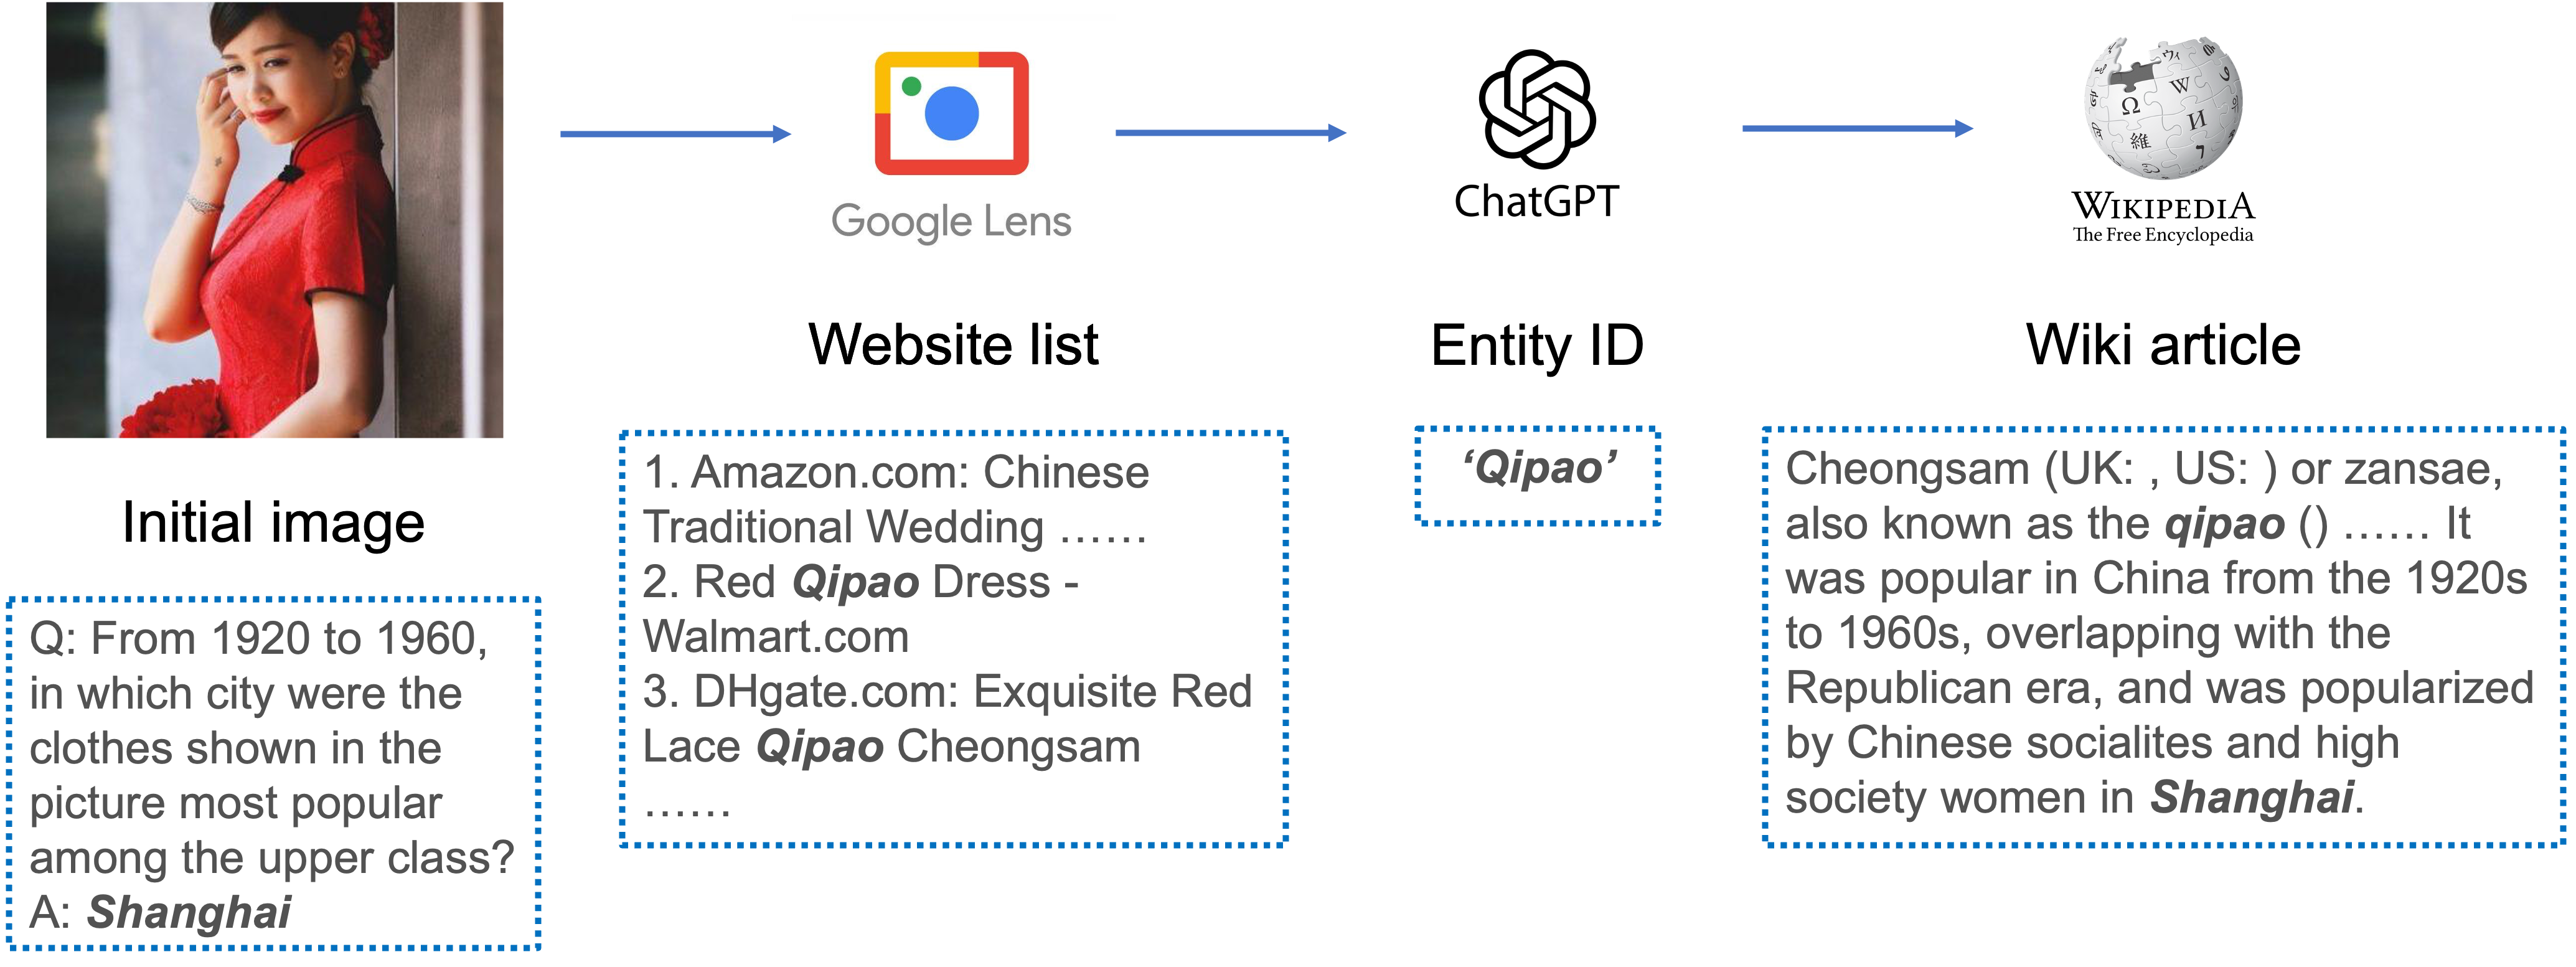 Google Lens
ChatGPT
Ω
W
И
維
WIKIPEDIA
The Free Encyclopedia
Initial image
Website list
Entity ID
Wiki article
Q: From 1920 to 1960,
in which city were the
clothes shown in the
picture most popular
among the upper class?
A: Shanghai
1. Amazon.com: Chinese
Traditional Wedding ……
2. Red Qipao Dress -
Walmart.com
3. DHgate.com: Exquisite Red
Lace Qipao Cheongsam
……
‘Qipao’
Cheongsam (UK: , US: ) or zansae,
also known as the qipao () …… It
was popular in China from the 1920s
to 1960s, overlapping with the
Republican era, and was popularized
by Chinese socialites and high
society women in Shanghai.